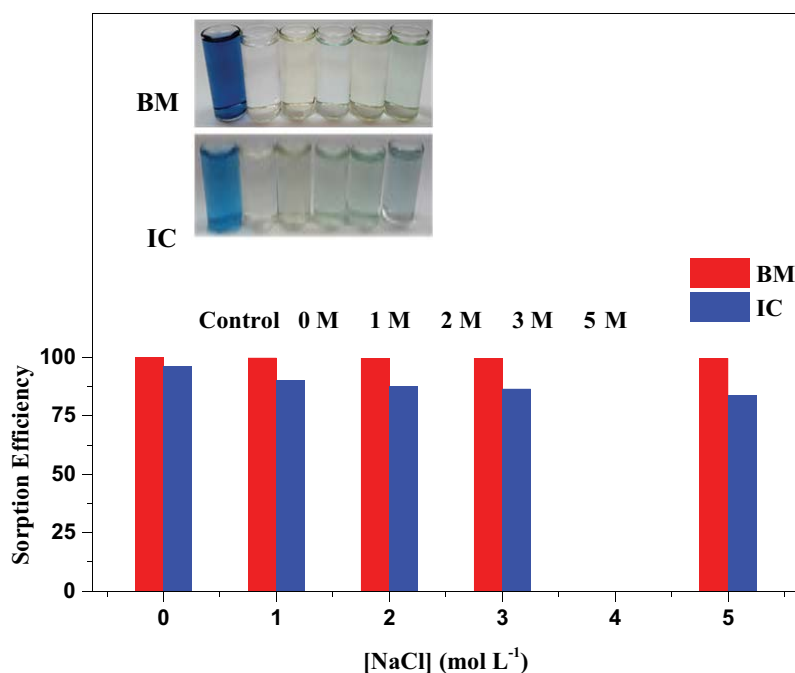 BM
IC
BM
IC
Control 0 M 1 M 2 M 3 M 5 M
100
75
50
25
0
Sorption Efficiency
0 1 2 3 4 5
[NaCl] (mol L⁻¹)